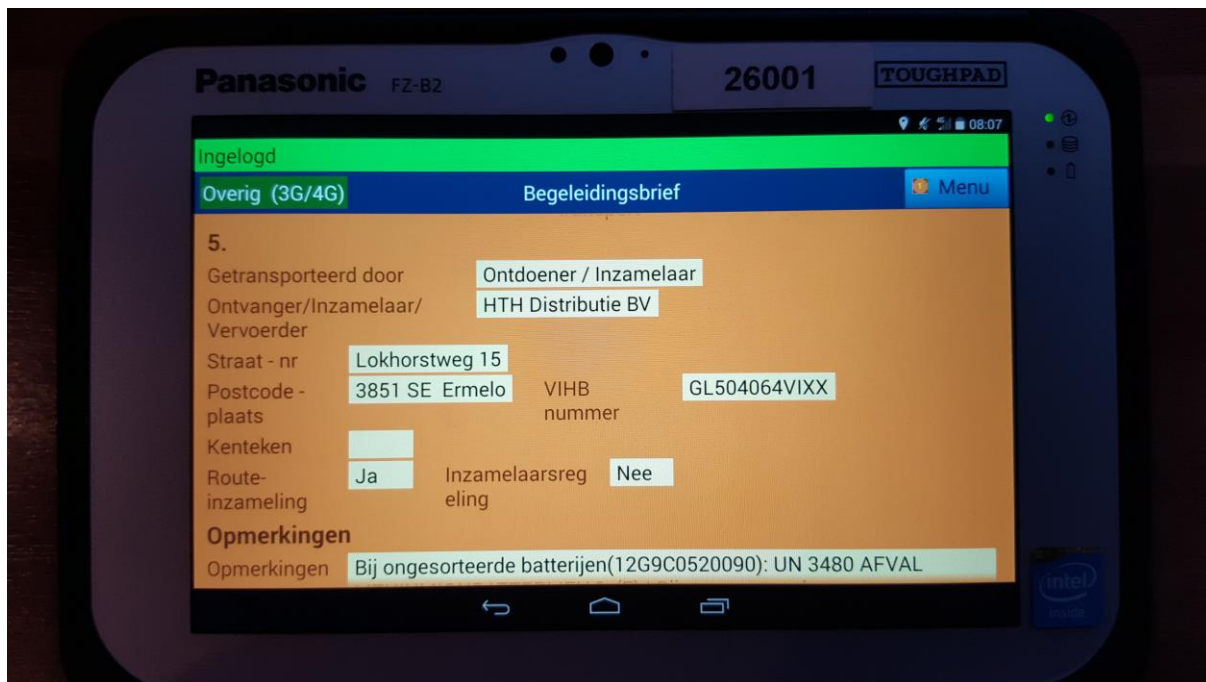 Panasonic FZ-B2 26001 TOUGHPAD
08:07
Ingelogd
Overig (3G/4G) Begeleidingsbrief Menu
5.
Getransporteerd door Ontdoener / Inzamelaar
Ontvanger/Inzamelaar/ HTH Distributie BV
Vervoerder
Straat - nr Lokhorstweg 15
Postcode - 3851 SE Ermelo VIHB GL504064VIXX
plaats nummer
Kenteken
Route- Ja Inzamelaarsreg Nee
inzameling eling
Opmerkingen
Opmerkingen Bij ongesorteerde batterijen(12G9C0520090): UN 3480 AFVAL
intel
inside